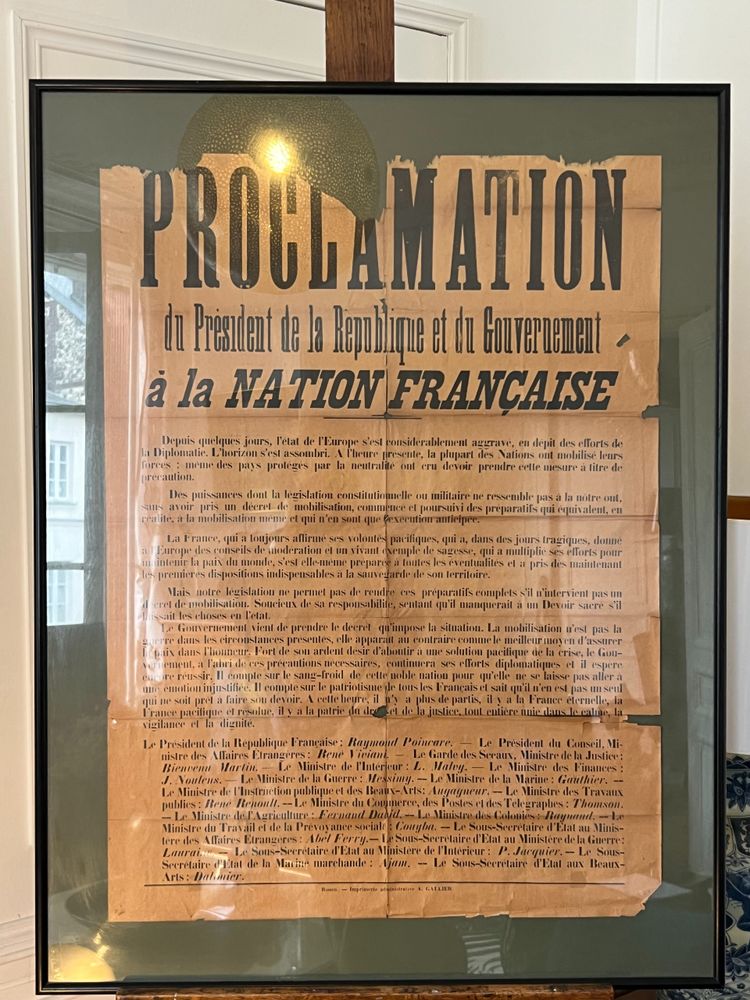 PROCLAMATION
du Président de la République et du Gouvernement
à la NATION FRANÇAISE
Depuis quelques jours, l'état de l'Europe s'est considérablement aggravé, en dépit des efforts de
la Diplomatie. L'horizon s'est assombri. A l'heure présente, la plupart des Nations ont mobilisé leurs
forces ; même des pays protégés par la neutralité ont cru devoir prendre cette mesure à titre de
précaution.
Des puissances dont la législation constitutionnelle ou militaire ne ressemble pas à la nôtre ont,
sans avoir pris un décret de mobilisation, commencé et poursuivi des préparatifs qui équivalent, en
réalité, à la mobilisation même et qui n'en sont que l'exécution anticipée.
La France, qui a toujours affirmé ses volontés pacifiques, qui a, dans des jours tragiques, donné
à l'Europe des conseils de modération et un vivant exemple de sagesse, qui a multiplié ses efforts pour
maintenir la paix du monde, s'est elle-même préparée à toutes les éventualités et a pris dès maintenant
les premières dispositions indispensables à la sauvegarde de son territoire.
Mais notre législation ne permet pas de rendre ces préparatifs complets s'il n'intervient pas un
décret de mobilisation. Soucieux de sa responsabilité, sentant qu'il manquerait à un Devoir sacré s'il
laissait les choses en l'état.
Le Gouvernement vient de prendre le décret qu'impose la situation. La mobilisation n'est pas la
guerre dans les circonstances présentes, elle apparaît au contraire comme le meilleur moyen d'assurer
la paix dans l'honneur. Fort de son ardent désir d'aboutir à une solution pacifique de la crise, le Gou-
vernement, à l'abri de ces précautions nécessaires, continuera ses efforts diplomatiques et il espère
encore réussir. Il compte sur le sang-froid de cette noble nation pour qu'elle ne se laisse pas aller à
une émotion injustifiée. Il compte sur le patriotisme de tous les Français et sait qu'il n'en est pas un seul
qui ne soit prêt à faire son devoir. A cette heure, il n'y a plus de partis, il y a la France éternelle, la
France pacifique et résolue, il y a la patrie du droit et de la justice, tout entière unie dans le calme, la
vigilance et la dignité.
Le Président de la République Française : Raymond Poincaré. — Le Président du Conseil, Mi-
nistre des Affaires Etrangères : René Viviani. — Le Garde des Sceaux, Ministre de la Justice :
Bienvenu Martin. — Le Ministre de l'Intérieur : L. Malvy. — Le Ministre des Finances :
J. Noulens. — Le Ministre de la Guerre : Messimy. — Le Ministre de la Marine : Gauthier. —
Le Ministre de l'Instruction publique et des Beaux-Arts : Augagneur. — Le Ministre des Travaux
publics : René Renoult. — Le Ministre du Commerce, des Postes et des Télégraphes : Thomson.
— Le Ministre de l'Agriculture : Fernand David. — Le Ministre des Colonies : Raynaud. — Le
Ministre du Travail et de la Prévoyance sociale : Couyba. — Le Sous-Secrétaire d'Etat au Minis-
tère des Affaires Etrangères : Abel Ferry. — Le Sous-Secrétaire d'Etat au Ministère de la Guerre :
Lauraine. — Le Sous-Secrétaire d'Etat au Ministère de l'Intérieur : P. Jacquier. — Le Sous-
Secrétaire d'Etat de la Marine marchande : Ajam. — Le Sous-Secrétaire d'Etat aux Beaux-
Arts : Dalimier.
Rouen. — Imprimerie administrative A. GALLIER